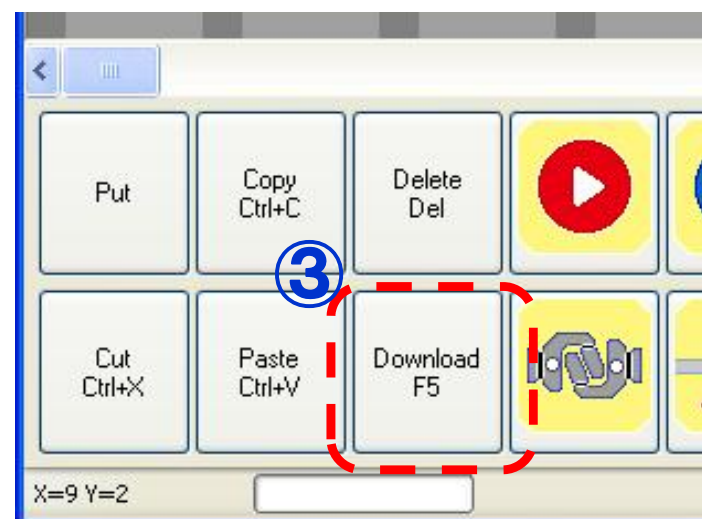 Put
Copy
Ctrl+C
Delete
Del
③
Cut
Ctrl+X
Paste
Ctrl+V
Download
F5
X=9 Y=2